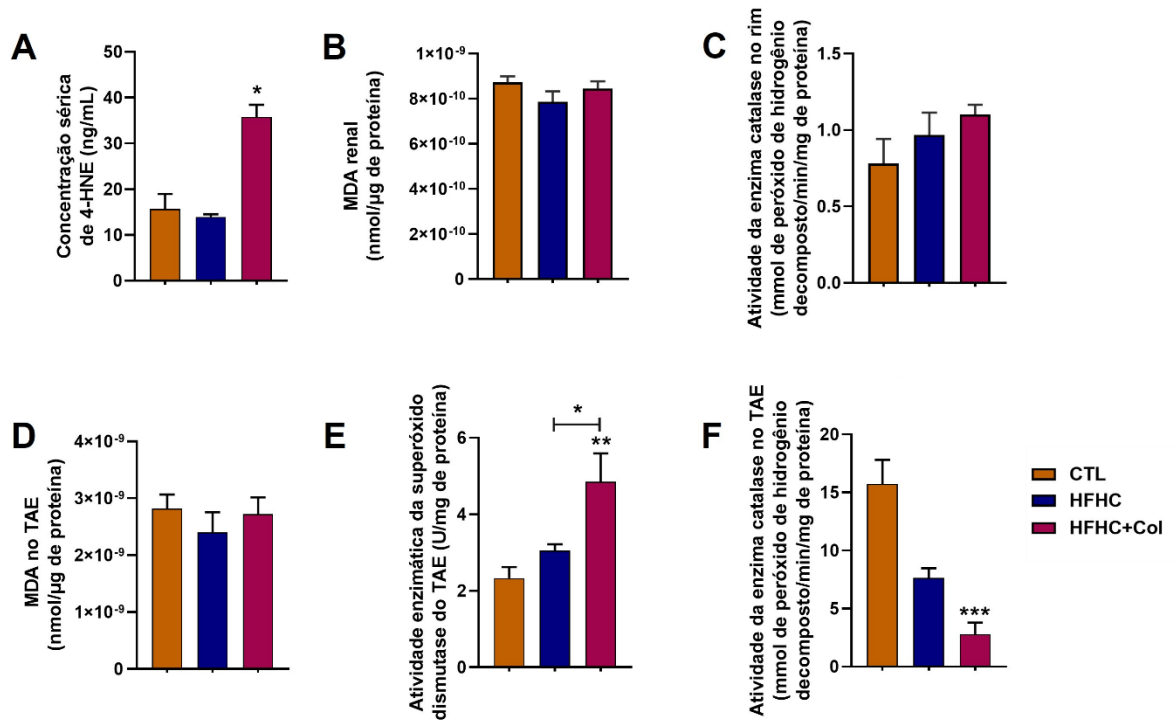 A
Concentração sérica
de 4-HNE (ng/mL)
50
40
30
20
10
0
*
B
MDA renal
(nmol/µg de proteína)
1×10⁻⁹
8×10⁻¹⁰
6×10⁻¹⁰
4×10⁻¹⁰
2×10⁻¹⁰
0
C
Atividade da enzima catalase no rim
(mmol de peróxido de hidrogênio
decomposto/min/mg de proteína)
1.5
1.0
0.5
0.0
D
MDA no TAE
(nmol/µg de proteína)
4×10⁻⁹
3×10⁻⁹
2×10⁻⁹
1×10⁻⁹
0
E
Atividade enzimática da superóxido
dismutase do TAE (U/mg de proteína)
6
4
2
0
*
**
F
Atividade da enzima catalase no TAE
(mmol de peróxido de hidrogênio
decomposto/min/mg de proteína)
20
15
10
5
0
***
CTL
HFHC
HFHC+Col